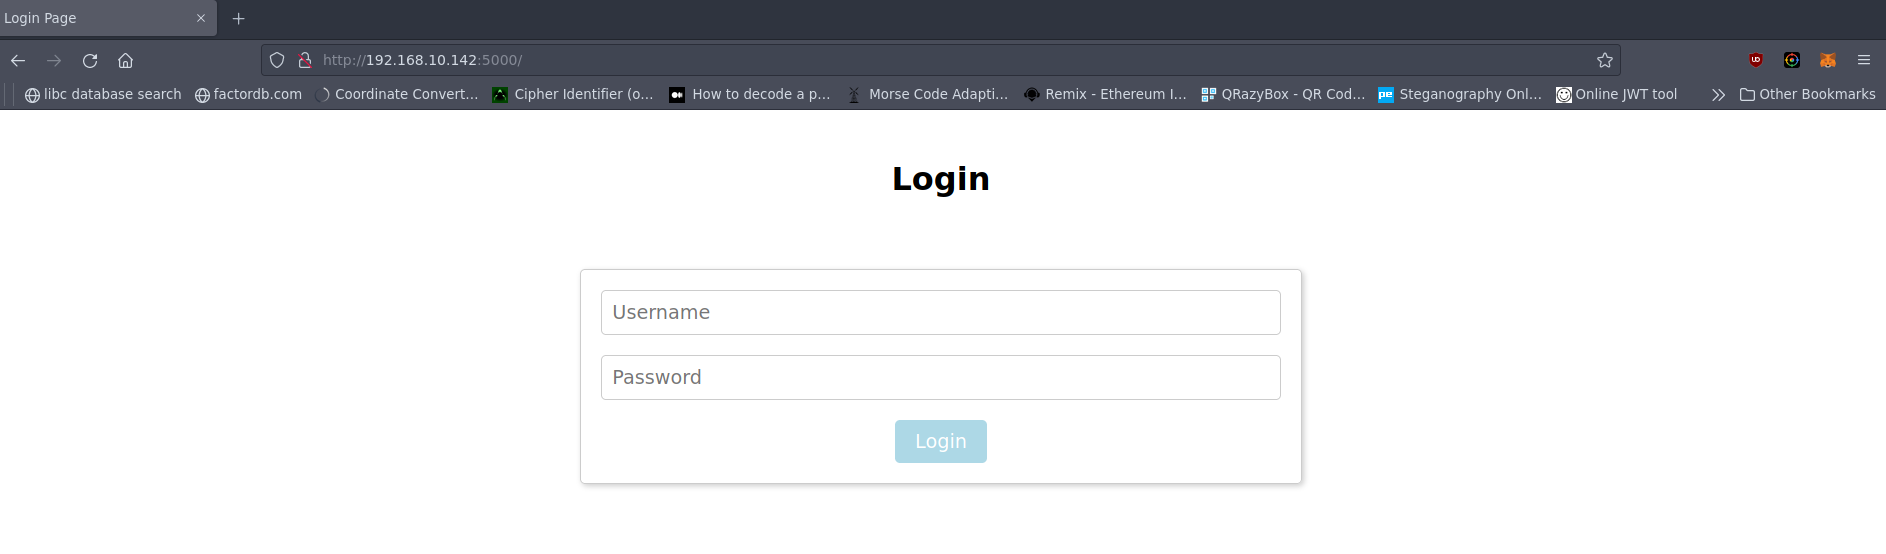 Login Page
http://192.168.10.142:5000/
libc database search factordb.com Coordinate Convert... Cipher Identifier (o... How to decode a p... Morse Code Adapti... Remix - Ethereum I... QRazyBox - QR Cod... Steganography Onl... Online JWT tool Other Bookmarks
Login
Username
Password
Login